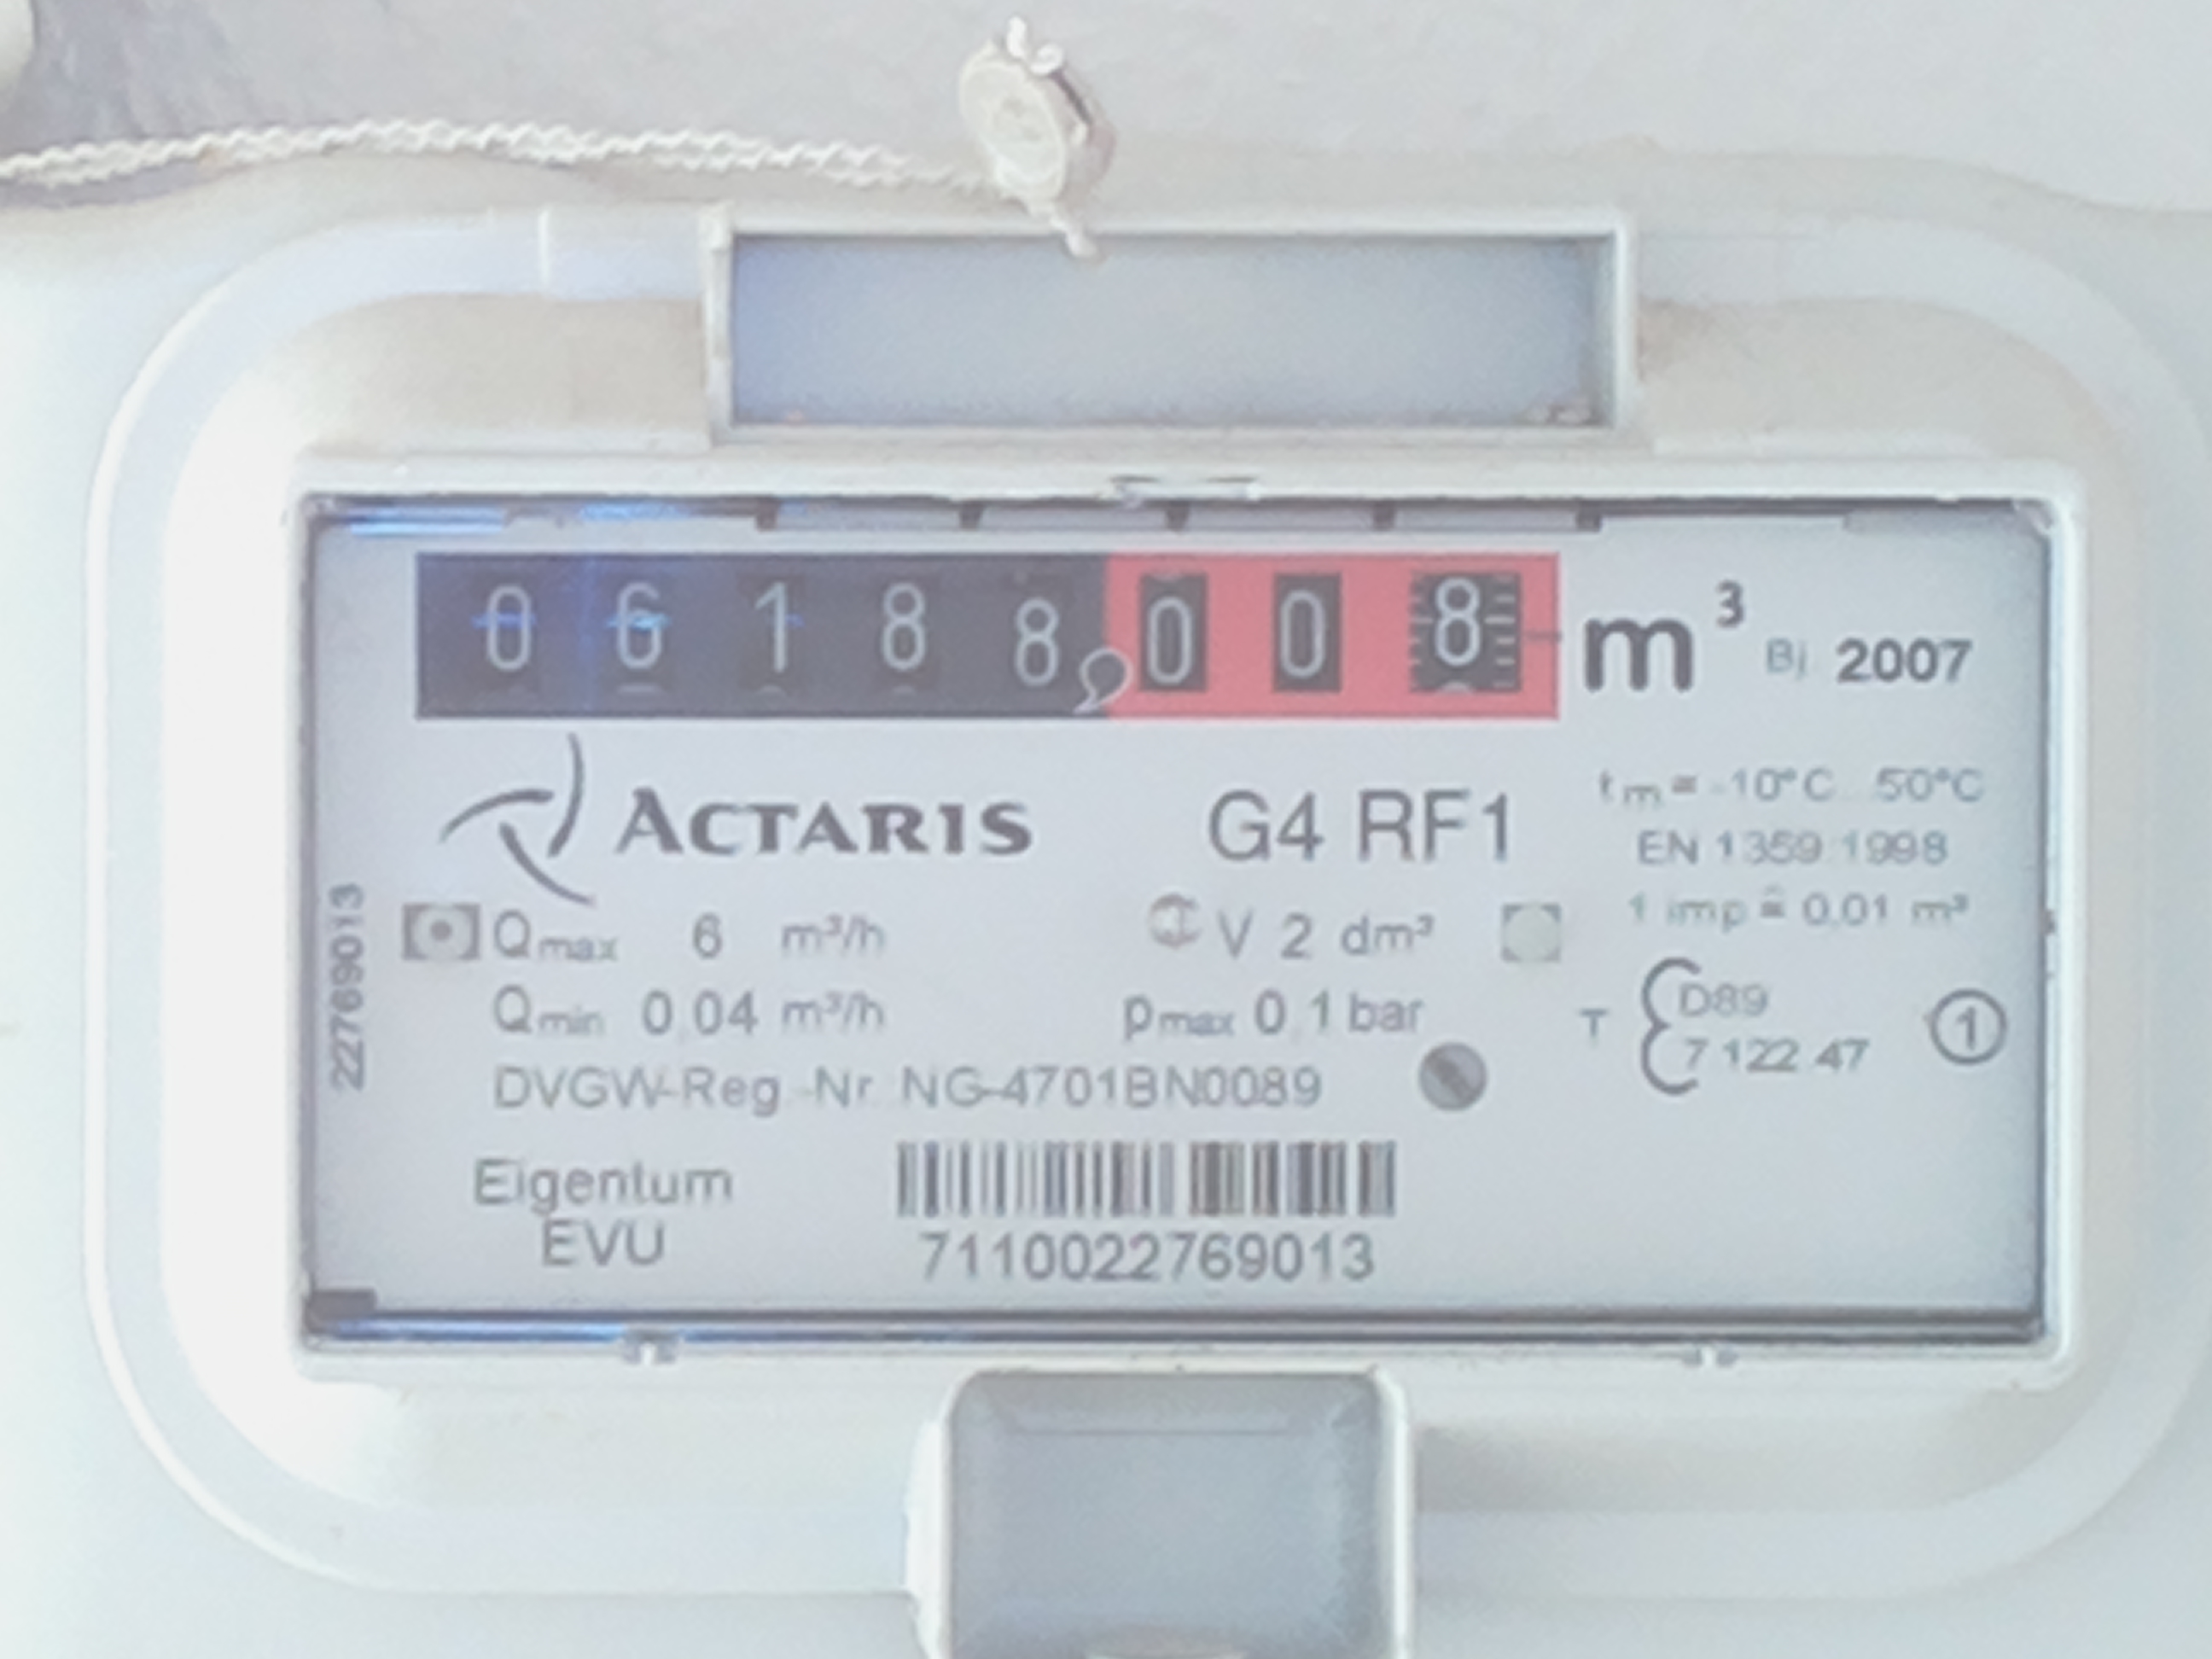 06188,008 m³ Bj 2007
ACTARIS G4 RF1
tm = -10°C...50°C
EN 1359:1998
1 imp ≙ 0,01 m³
Qmax 6 m³/h V 2 dm³
Qmin 0,04 m³/h pmax 0,1 bar
T D89
7.122.47
1
DVGW-Reg.-Nr. NG-4701BN0089
Eigentum
EVU
7110022769013
22769013